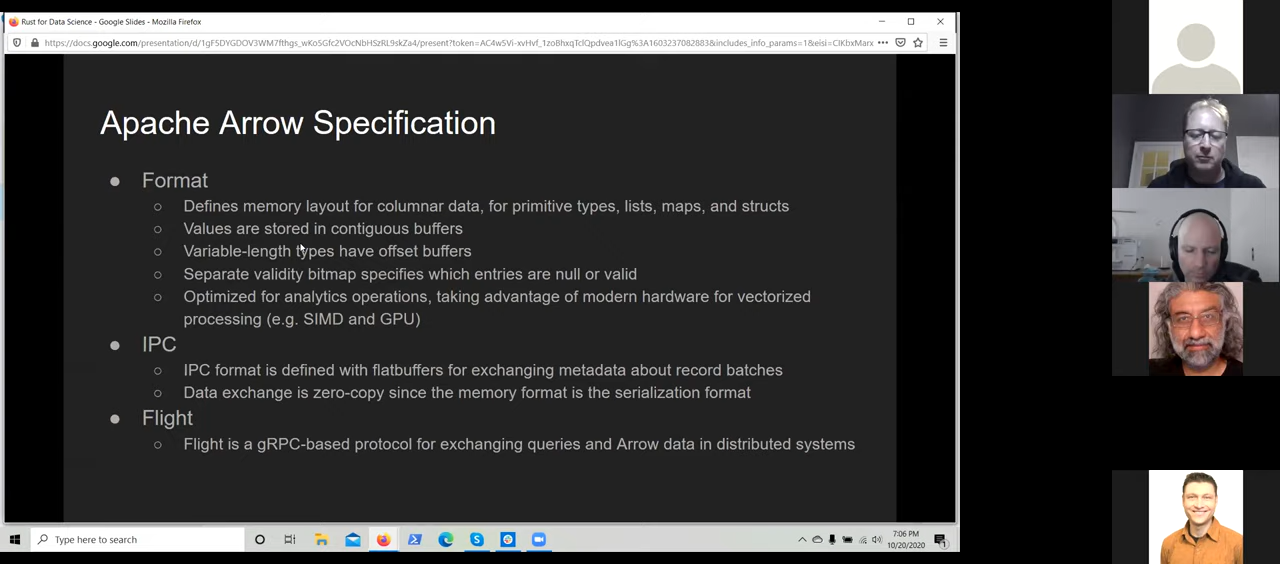 Rust for Data Science - Google Slides - Mozilla Firefox
Apache Arrow Specification
Format
Defines memory layout for columnar data, for primitive types, lists, maps, and structs
Values are stored in contiguous buffers
Variable-length types have offset buffers
Separate validity bitmap specifies which entries are null or valid
Optimized for analytics operations, taking advantage of modern hardware for vectorized
processing (e.g. SIMD and GPU)
IPC
IPC format is defined with flatbuffers for exchanging metadata about record batches
Data exchange is zero-copy since the memory format is the serialization format
Flight
Flight is a gRPC-based protocol for exchanging queries and Arrow data in distributed systems
Type here to search
7:06 PM
10/20/2020